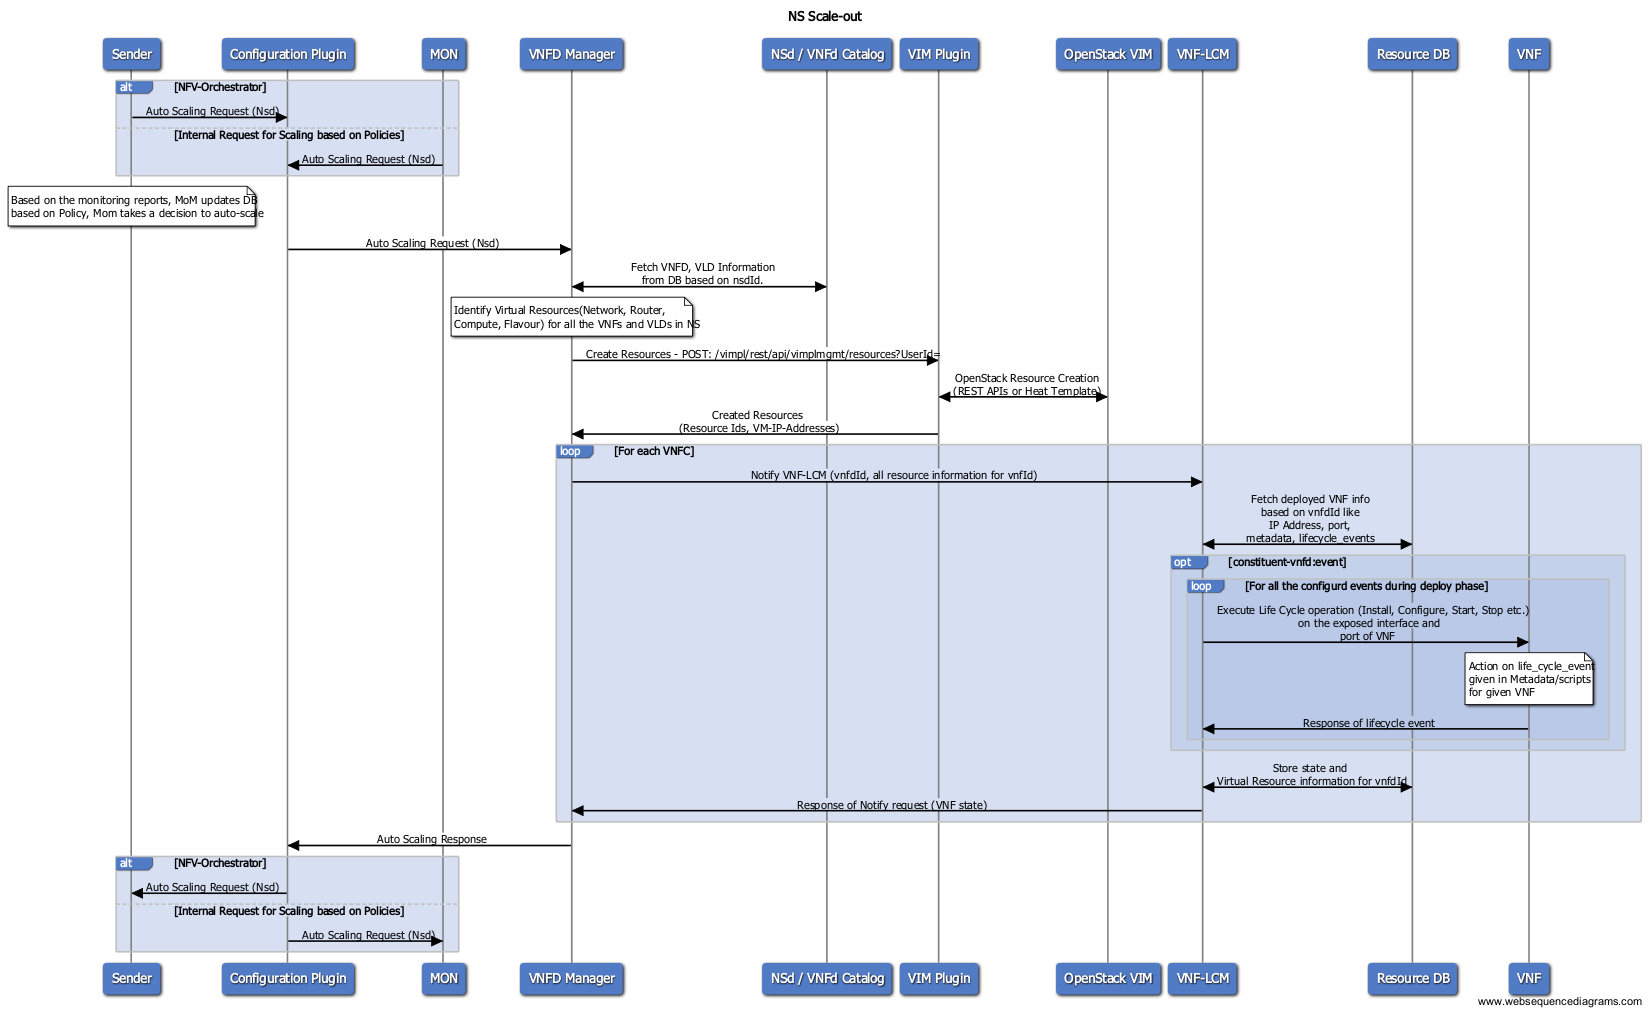 NS Scale-out
Sender
Configuration Plugin
MON
VNFD Manager
NSd / VNFd Catalog
VIM Plugin
OpenStack VIM
VNF-LCM
Resource DB
VNF
alt
[NFV-Orchestrator]
Auto Scaling Request (Nsd)
[Internal Request for Scaling based on Policies]
Auto Scaling Request (Nsd)
Based on the monitoring reports, MoM updates DB
based on Policy, Mom takes a decision to auto-scale
Auto Scaling Request (Nsd)
Fetch VNFD, VLD Information
from DB based on nsdId.
Identify Virtual Resources(Network, Router,
Compute, Flavour) for all the VNFs and VLDs in NS
Create Resources - POST: /vimpl/rest/api/vimplmgmt/resources?UserId=
OpenStack Resource Creation
(REST APIs or Heat Template)
Created Resources
(Resource Ids, VM-IP-Addresses)
loop
[For each VNFC]
Notify VNF-LCM (vnfdId, all resource information for vnfId)
Fetch deployed VNF info
based on vnfdId like
IP Address, port,
metadata, lifecycle_events
opt
[constituent-vnfd:event]
loop
[For all the configurd events during deploy phase]
Execute Life Cycle operation (Install, Configure, Start, Stop etc.)
on the exposed interface and
port of VNF
Action on life_cycle_event
given in Metadata/scripts
for given VNF
Response of lifecycle event
Store state and
Virtual Resource information for vnfdId
Response of Notify request (VNF state)
Auto Scaling Response
alt
[NFV-Orchestrator]
Auto Scaling Request (Nsd)
[Internal Request for Scaling based on Policies]
Auto Scaling Request (Nsd)
Sender
Configuration Plugin
MON
VNFD Manager
NSd / VNFd Catalog
VIM Plugin
OpenStack VIM
VNF-LCM
Resource DB
VNF
www.websequencediagrams.com